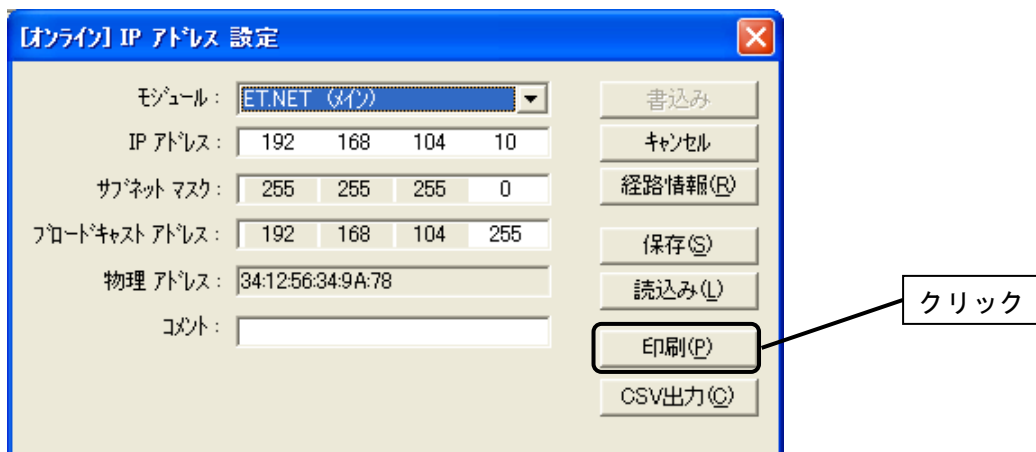 [オンライン] IP アドレス 設定
モジュール： ET.NET （メイン） 書込み
IP アドレス： 192 168 104 10 キャンセル
サブネット マスク： 255 255 255 0 経路情報(R)
ブロードキャスト アドレス： 192 168 104 255 保存(S)
物理 アドレス： 34:12:56:34:9A:78 読込み(L)
クリック
コメント： 印刷(P)
CSV出力(C)